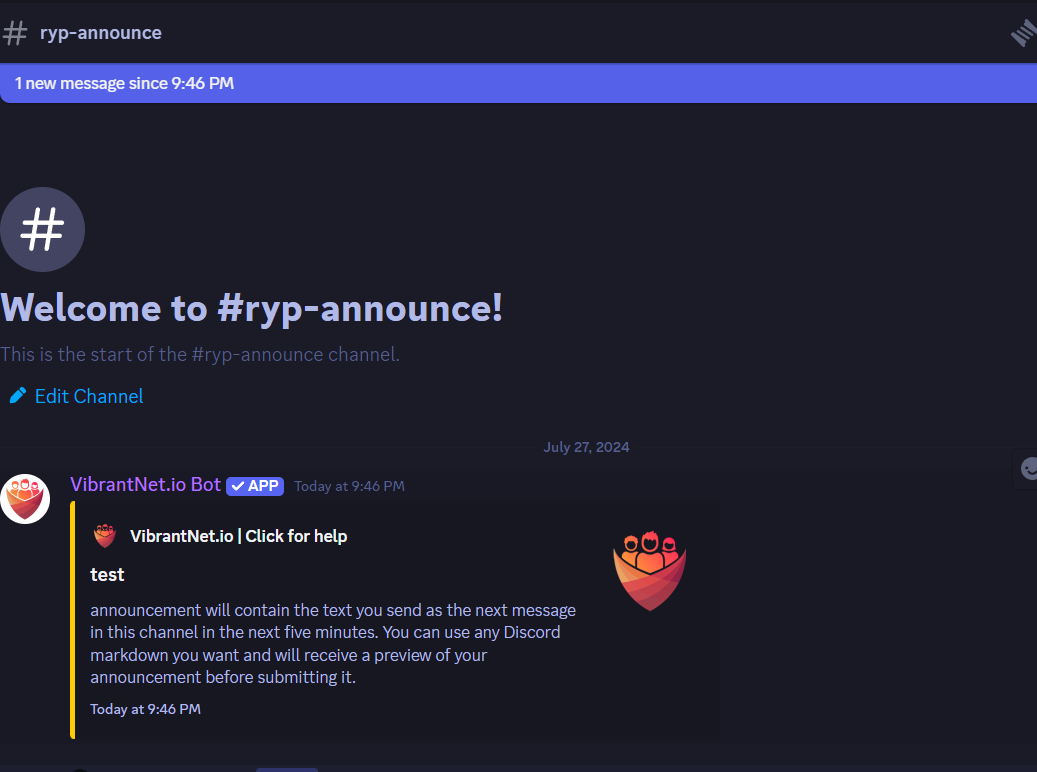 ryp-announce
1 new message since 9:46 PM
Welcome to #ryp-announce!
This is the start of the #ryp-announce channel.
Edit Channel
July 27, 2024
VibrantNet.io Bot ✓ APP Today at 9:46 PM
VibrantNet.io | Click for help
test
announcement will contain the text you send as the next message
in this channel in the next five minutes. You can use any Discord
markdown you want and will receive a preview of your
announcement before submitting it.
Today at 9:46 PM